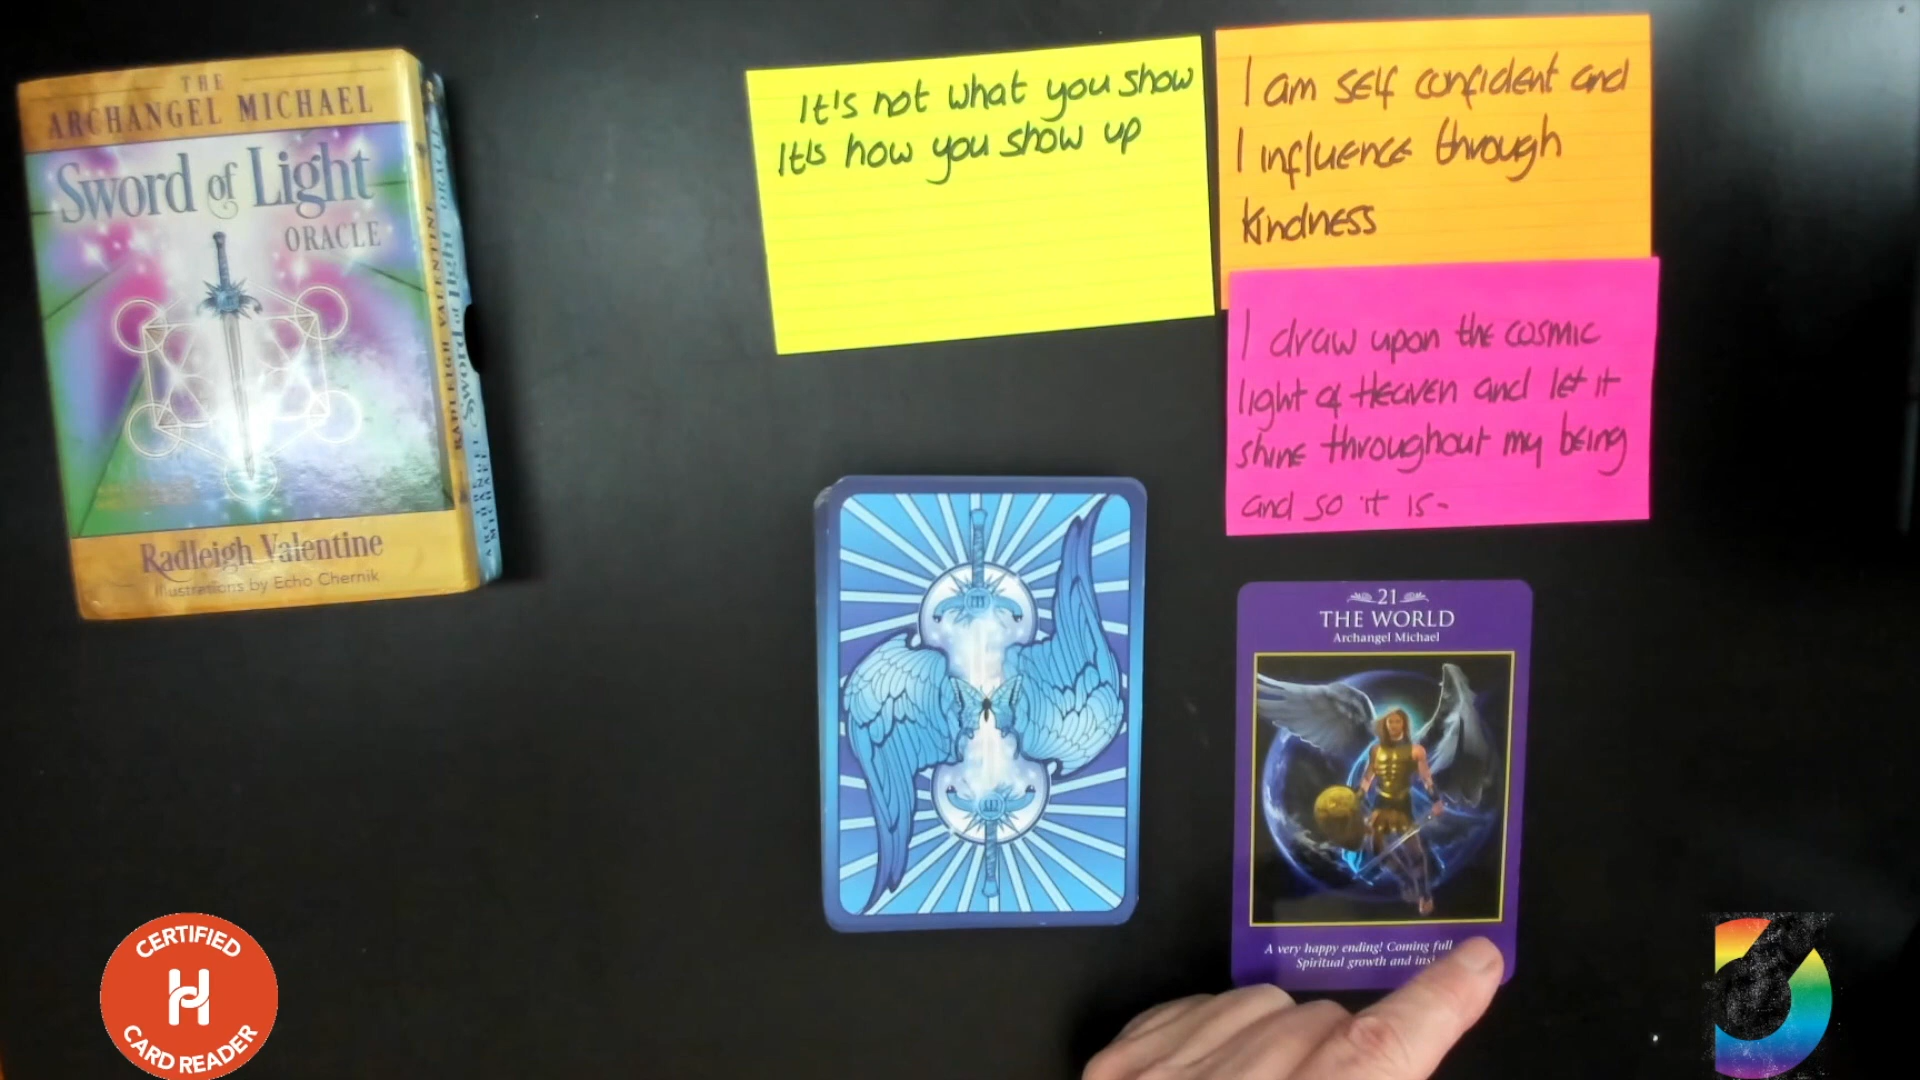 THE
ARCHANGEL MICHAEL
Sword of Light
ORACLE
Radleigh Valentine
Illustrations by Echo Chernik
RADLEIGH VALENTINE
It's not what you show
It's how you show up
I am self confident and
I influence through
kindness
I draw upon the cosmic
light of Heaven and let it
shine throughout my being
and so it is-
21
THE WORLD
Archangel Michael
A very happy ending! Coming full
Spiritual growth and
CERTIFIED
H
CARD READER